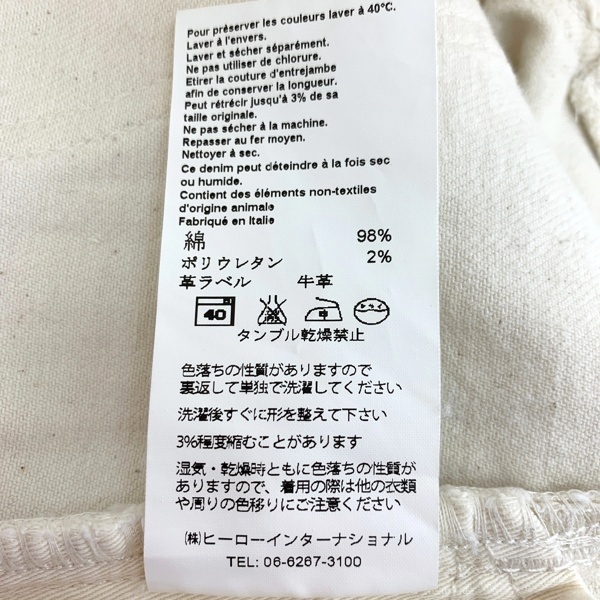 Pour prèserver les couleurs laver à 40°C.
Laver à l'envers.
Laver et sécher séparément.
Ne pas utiliser de chlorure.
Etirer la couture d'entrejambe
afin de conserver la longueur.
Peut rétrécir jusqu'à 3% de sa
taille originale.
Ne pas sécher à la machine.
Repasser au fer moyen.
Nettoyer à sec.
Ce denim peut déteindre à la fois sec
ou humide.
Contient des éléments non-textiles
d'origine animale
Fabriqué en Italie
綿 98%
ポリウレタン 2%
革ラベル 牛革
40 中 ドライ
タンブル乾燥禁止
色落ちの性質がありますので
裏返して単独で洗濯してください
洗濯後すぐに形を整えて下さい
3%程度縮むことがあります
湿気・乾燥時ともに色落ちの性質が
ありますので、着用の際は他の衣類
や周りの色移りにご注意ください
㈱ヒーローインターナショナル
TEL: 06-6267-3100